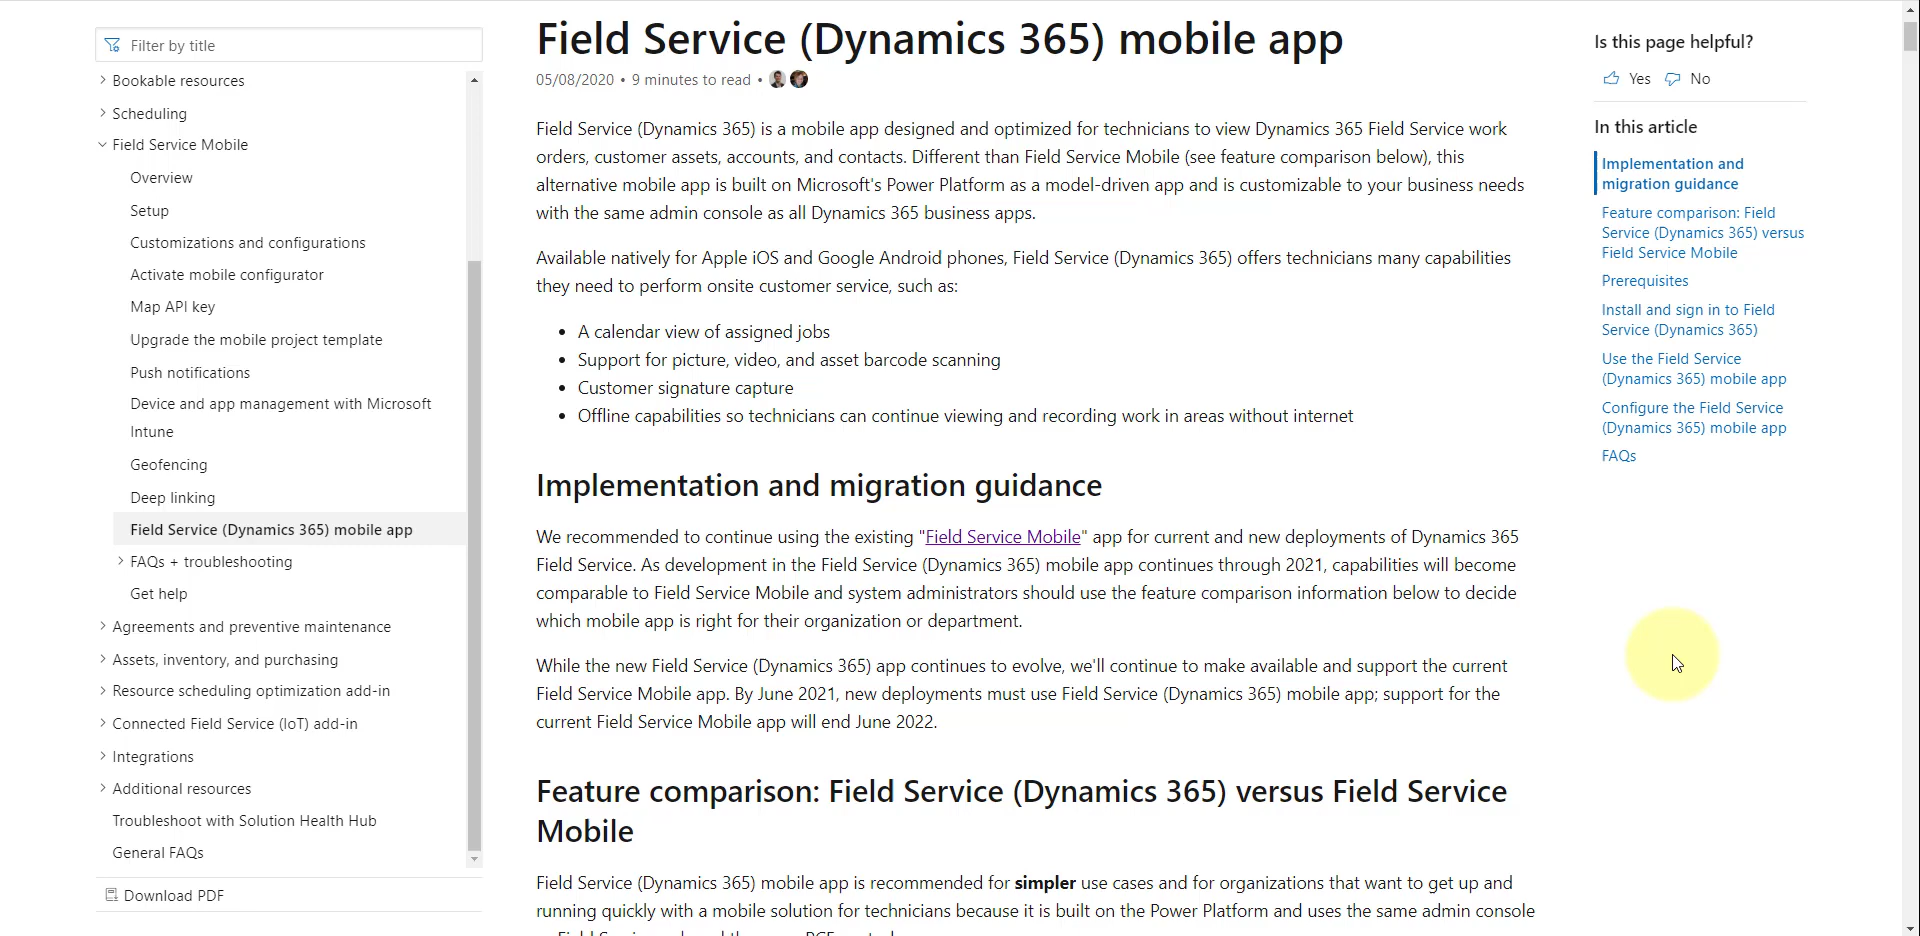 Filter by title
Bookable resources
Scheduling
Field Service Mobile
Overview
Setup
Customizations and configurations
Activate mobile configurator
Map API key
Upgrade the mobile project template
Push notifications
Device and app management with Microsoft
Intune
Geofencing
Deep linking
Field Service (Dynamics 365) mobile app
FAQs + troubleshooting
Get help
Agreements and preventive maintenance
Assets, inventory, and purchasing
Resource scheduling optimization add-in
Connected Field Service (IoT) add-in
Integrations
Additional resources
Troubleshoot with Solution Health Hub
General FAQs
Download PDF
Field Service (Dynamics 365) mobile app
05/08/2020 • 9 minutes to read •
Field Service (Dynamics 365) is a mobile app designed and optimized for technicians to view Dynamics 365 Field Service work
orders, customer assets, accounts, and contacts. Different than Field Service Mobile (see feature comparison below), this
alternative mobile app is built on Microsoft's Power Platform as a model-driven app and is customizable to your business needs
with the same admin console as all Dynamics 365 business apps.
Available natively for Apple iOS and Google Android phones, Field Service (Dynamics 365) offers technicians many capabilities
they need to perform onsite customer service, such as:
• A calendar view of assigned jobs
• Support for picture, video, and asset barcode scanning
• Customer signature capture
• Offline capabilities so technicians can continue viewing and recording work in areas without internet
Implementation and migration guidance
We recommended to continue using the existing "Field Service Mobile" app for current and new deployments of Dynamics 365
Field Service. As development in the Field Service (Dynamics 365) mobile app continues through 2021, capabilities will become
comparable to Field Service Mobile and system administrators should use the feature comparison information below to decide
which mobile app is right for their organization or department.
While the new Field Service (Dynamics 365) app continues to evolve, we'll continue to make available and support the current
Field Service Mobile app. By June 2021, new deployments must use Field Service (Dynamics 365) mobile app; support for the
current Field Service Mobile app will end June 2022.
Feature comparison: Field Service (Dynamics 365) versus Field Service
Mobile
Field Service (Dynamics 365) mobile app is recommended for simpler use cases and for organizations that want to get up and
running quickly with a mobile solution for technicians because it is built on the Power Platform and uses the same admin console
Is this page helpful?
Yes No
In this article
Implementation and
migration guidance
Feature comparison: Field
Service (Dynamics 365) versus
Field Service Mobile
Prerequisites
Install and sign in to Field
Service (Dynamics 365)
Use the Field Service
(Dynamics 365) mobile app
Configure the Field Service
(Dynamics 365) mobile app
FAQs